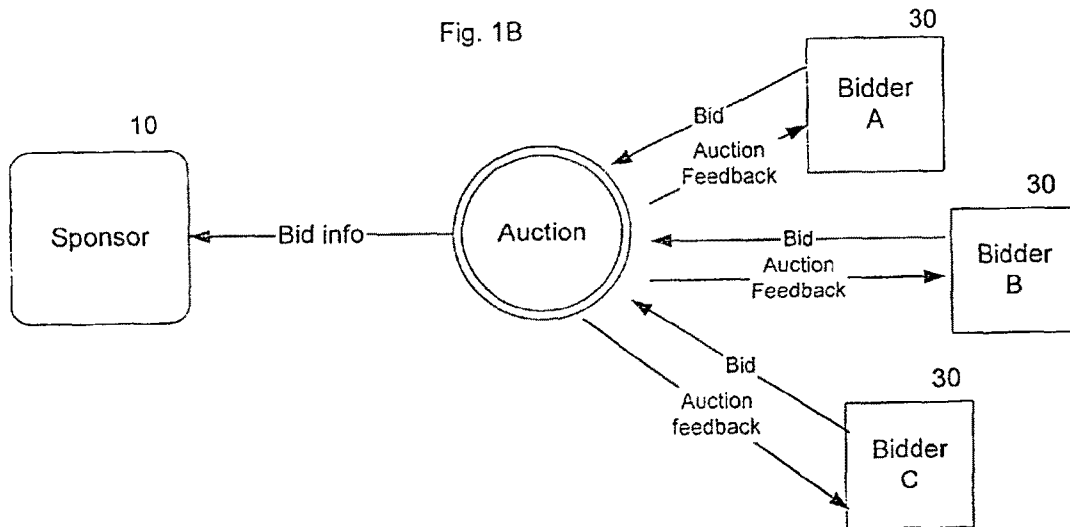 Fig. 1B
30
Bidder
A
Bid
Auction
Feedback
10
Sponsor
Bid info
Auction
30
Bid
Auction
Feedback
Bidder
B
Bid
Auction
feedback
30
Bidder
C